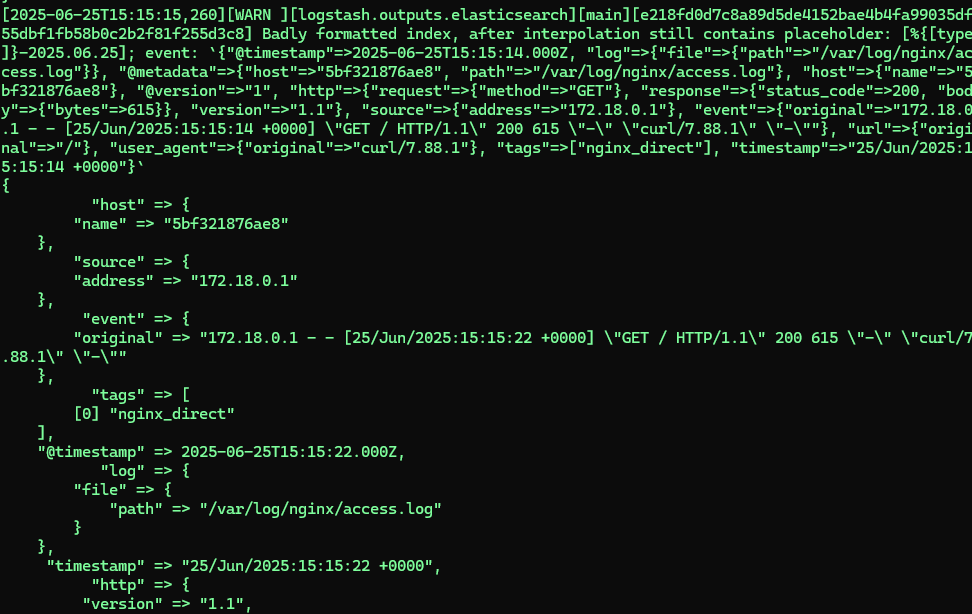 [2025-06-25T15:15:15,260][WARN ][logstash.outputs.elasticsearch][main][e218fd0d7c8a89d5de4152bae4b4fa99035df
55dbf1fb58b0c2b2f81f255d3c8] Badly formatted index, after interpolation still contains placeholder: [%{[type
]}-2025.06.25]; event: `{"@timestamp"=>2025-06-25T15:15:14.000Z, "log"=>{"file"=>{"path"=>"/var/log/nginx/ac
cess.log"}}, "@metadata"=>{"host"=>"5bf321876ae8", "path"=>"/var/log/nginx/access.log"}, "host"=>{"name"=>"5
bf321876ae8"}, "@version"=>"1", "http"=>{"request"=>{"method"=>"GET"}, "response"=>{"status_code"=>200, "bod
y"=>{"bytes"=>615}}, "version"=>"1.1"}, "source"=>{"address"=>"172.18.0.1"}, "event"=>{"original"=>"172.18.0
.1 - - [25/Jun/2025:15:15:14 +0000] \"GET / HTTP/1.1\" 200 615 \"-\" \"curl/7.88.1\" \"-\""}, "url"=>{"origi
nal"=>"/"}, "user_agent"=>{"original"=>"curl/7.88.1"}, "tags"=>["nginx_direct"], "timestamp"=>"25/Jun/2025:1
5:15:14 +0000"}`
{
          "host" => {
        "name" => "5bf321876ae8"
    },
        "source" => {
        "address" => "172.18.0.1"
    },
         "event" => {
        "original" => "172.18.0.1 - - [25/Jun/2025:15:15:22 +0000] \"GET / HTTP/1.1\" 200 615 \"-\" \"curl/7
.88.1\" \"-\""
    },
          "tags" => [
        [0] "nginx_direct"
    ],
    "@timestamp" => 2025-06-25T15:15:22.000Z,
           "log" => {
        "file" => {
            "path" => "/var/log/nginx/access.log"
        }
    },
     "timestamp" => "25/Jun/2025:15:15:22 +0000",
          "http" => {
         "version" => "1.1",